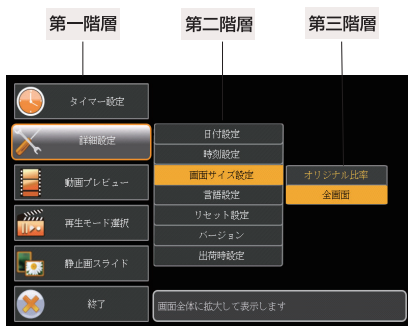 第一階層
第二階層
第三階層
タイマー設定
詳細設定
動画プレビュー
再生モード選択
静止画スライド
終了
日付設定
時刻設定
画面サイズ設定
言語設定
リセット設定
バージョン
出荷時設定
オリジナル比率
全画面
画面全体に拡大して表示します